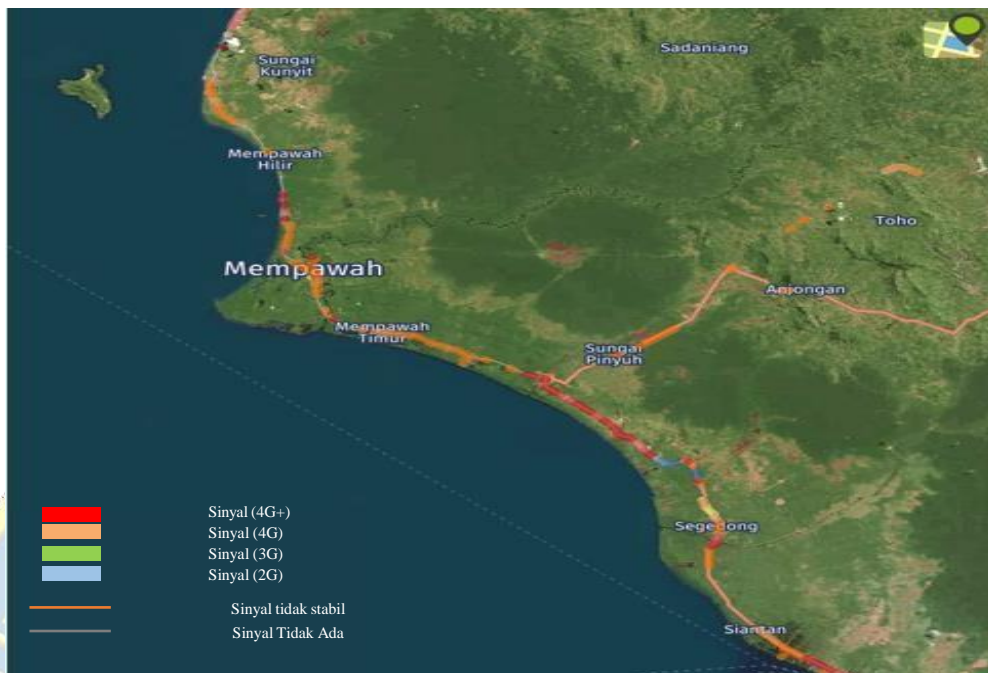 Sadaniang
Sungai
Kunyit
Mempawah
Hilir
Toho
Mempawah
Anjongan
Mempawah
Timur
Sungai
Pinyuh
Segedong
Siantan
Sinyal (4G+)
Sinyal (4G)
Sinyal (3G)
Sinyal (2G)
Sinyal tidak stabil
Sinyal Tidak Ada